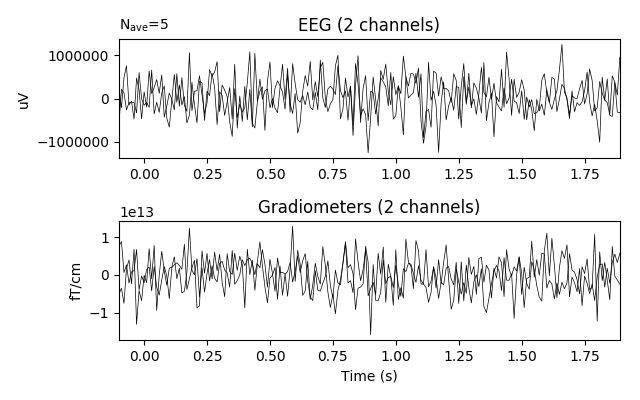 N_ave=5
EEG (2 channels)
1000000
0
−1000000
uV
0.00 0.25 0.50 0.75 1.00 1.25 1.50 1.75
1e13
Gradiometers (2 channels)
1
0
−1
fT/cm
0.00 0.25 0.50 0.75 1.00 1.25 1.50 1.75
Time (s)